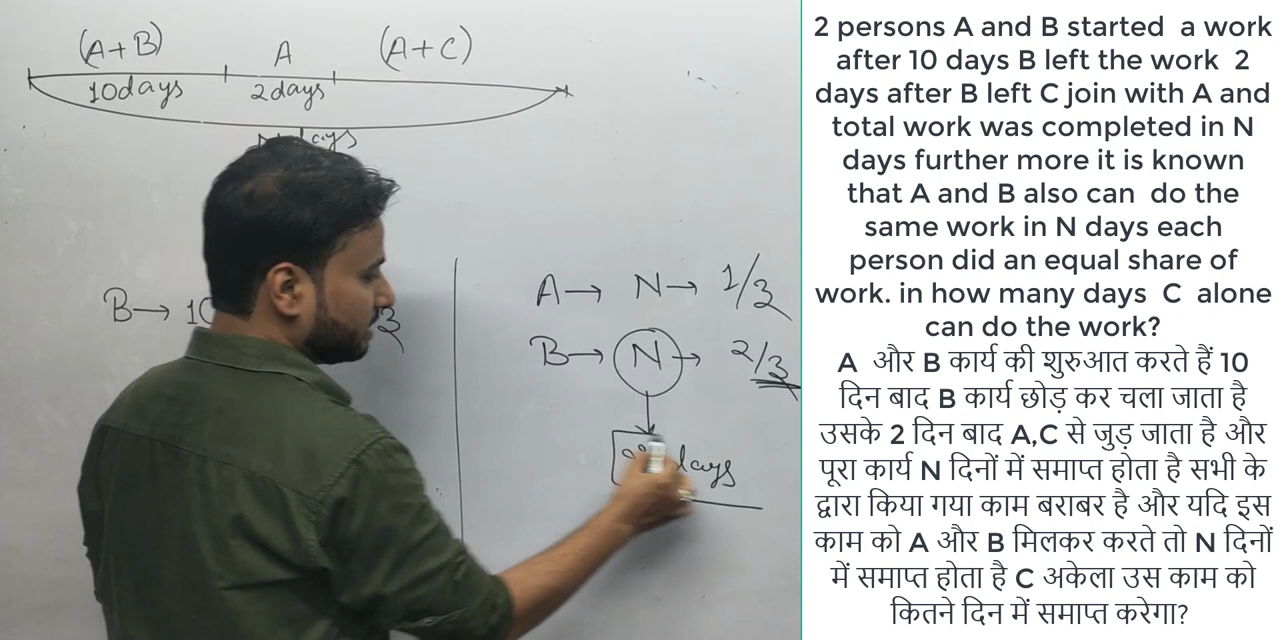 (A+B) A (A+C)
10days 2days
days
A→ N→ 1/3
B→ 10
3
B→ N→ 2/3
days
2 persons A and B started a work
after 10 days B left the work 2
days after B left C join with A and
total work was completed in N
days further more it is known
that A and B also can do the
same work in N days each
person did an equal share of
work. in how many days C alone
can do the work?
A और B कार्य की शुरुआत करते हैं 10
दिन बाद B कार्य छोड़ कर चला जाता है
उसके 2 दिन बाद A,C से जुड़ जाता है और
पूरा कार्य N दिनों में समाप्त होता है सभी के
द्वारा किया गया काम बराबर है और यदि इस
काम को A और B मिलकर करते तो N दिनों
में समाप्त होता है C अकेला उस काम को
कितने दिन में समाप्त करेगा?